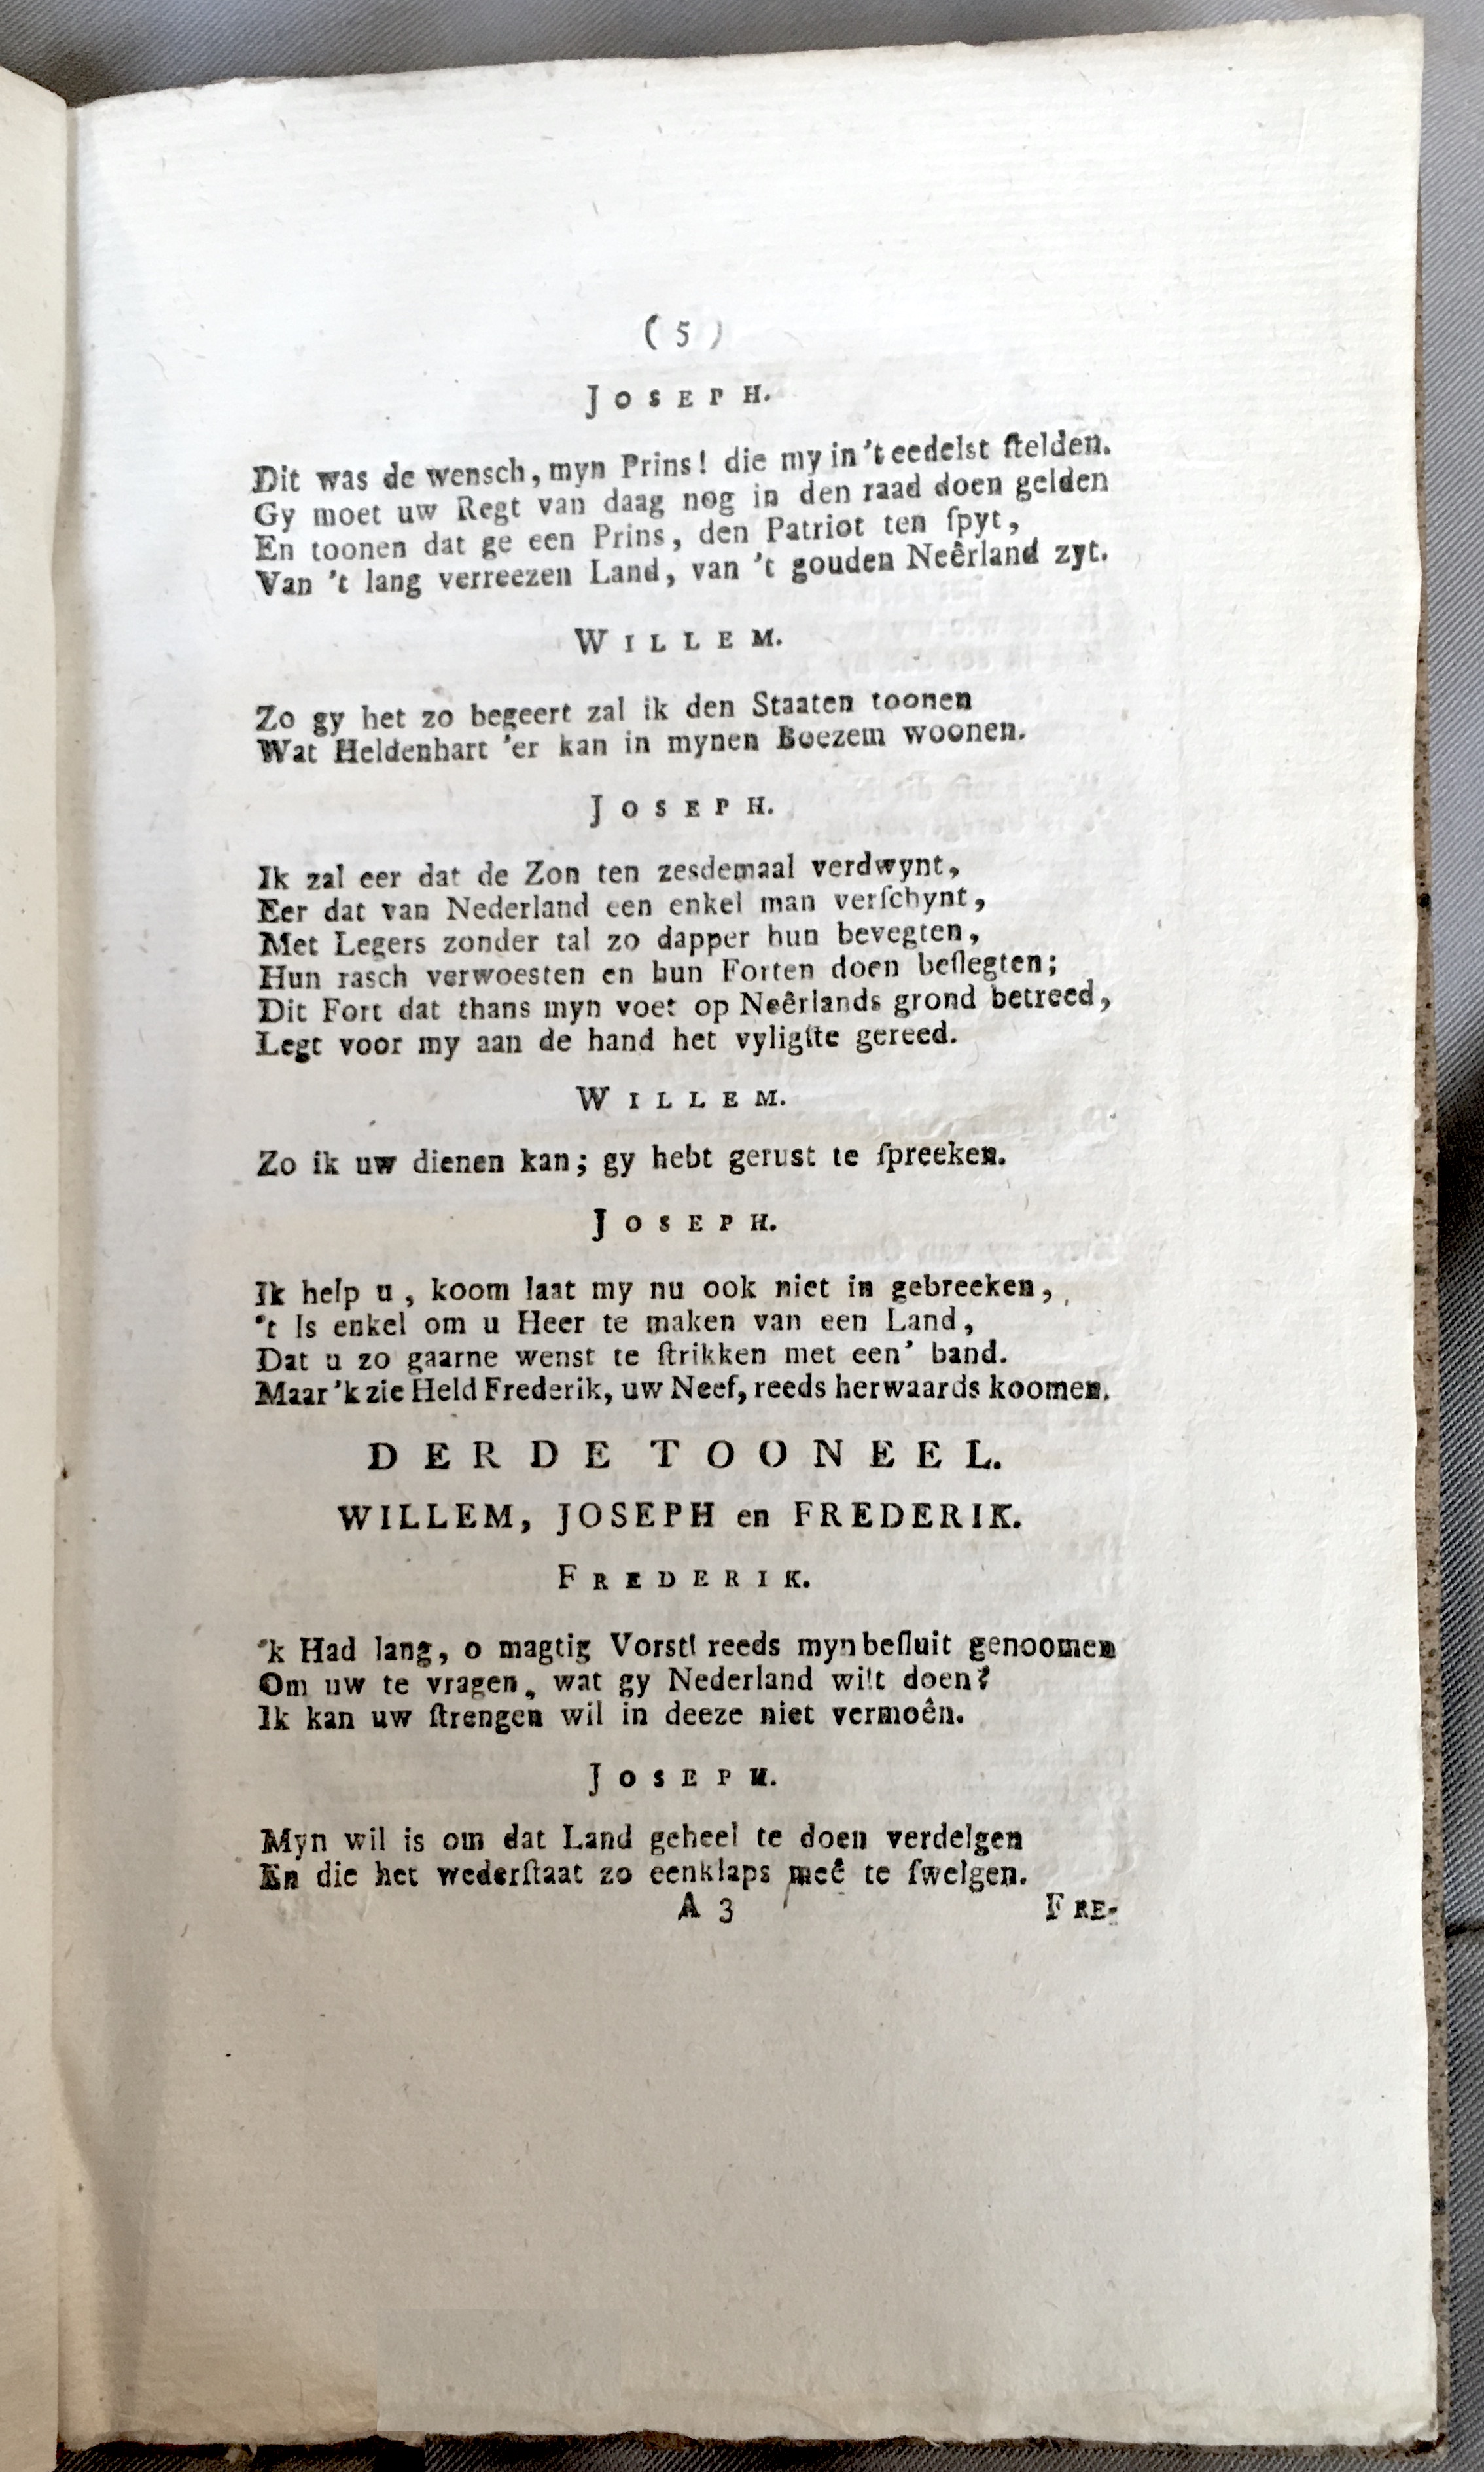 ( 5 )
JOSEPH.
Dit was de wensch, myn Prins! die my in 't eedelst ſtelden.
Gy moet uw Regt van daag nog in den raad doen gelden
En toonen dat ge een Prins, den Patriot ten ſpyt,
Van 't lang verreezen Land, van 't gouden Neêrland zyt.
WILLEM.
Zo gy het zo begeert zal ik den Staaten toonen
Wat Heldenhart 'er kan in mynen Boezem woonen.
JOSEPH.
Ik zal eer dat de Zon ten zesdemaal verdwynt,
Eer dat van Nederland een enkel man verſchynt,
Met Legers zonder tal zo dapper hun bevegten,
Hun rasch verwoesten en hun Forten doen beſlegten;
Dit Fort dat thans myn voet op Neêrlands grond betreed,
Legt voor my aan de hand het vyligſte gereed.
WILLEM.
Zo ik uw dienen kan; gy hebt gerust te ſpreeken.
JOSEPH.
Ik help u, koom laat my nu ook niet in gebreeken,
't Is enkel om u Heer te maken van een Land,
Dat u zo gaarne wenst te ſtrikken met een' band.
Maar 'k zie Held Frederik, uw Neef, reeds herwaards koomen.
DERDE TOONEEL.
WILLEM, JOSEPH en FREDERIK.
FREDERIK.
'k Had lang, o magtig Vorst! reeds myn beſluit genoomen
Om uw te vragen, wat gy Nederland wilt doen?
Ik kan uw ſtrengen wil in deeze niet vermoên.
JOSEPH.
Myn wil is om dat Land geheel te doen verdelgen
En die het wederſtaat zo eenklaps meê te ſwelgen.
A 3 FRE-